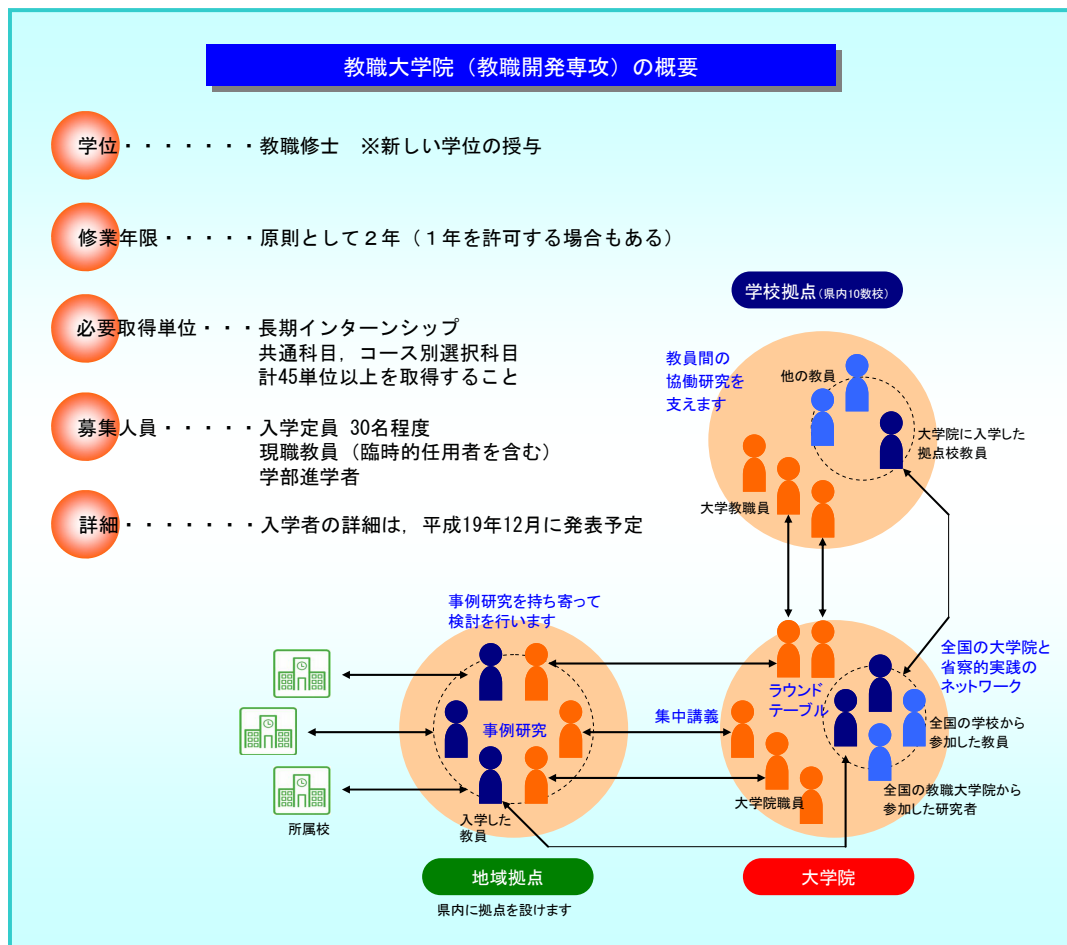 教職大学院（教職開発専攻）の概要
学位・・・・・・・教職修士　※新しい学位の授与
修業年限・・・・・原則として２年（１年を許可する場合もある）
必要取得単位・・・長期インターンシップ
共通科目，コース別選択科目
計45単位以上を取得すること
募集人員・・・・・入学定員 30名程度
現職教員（臨時的任用者を含む）
学部進学者
詳細・・・・・・・入学者の詳細は，平成19年12月に発表予定
学校拠点（県内10数校）
教員間の
協働研究を
支えます
他の教員
大学院に入学した
拠点校教員
大学教職員
事例研究を持ち寄って
検討を行います
事例研究
入学した
教員
所属校
集中講義
ラウンド
テーブル
全国の大学院と
省察的実践の
ネットワーク
全国の学校から
参加した教員
全国の教職大学院から
参加した研究者
大学院職員
地域拠点
県内に拠点を設けます
大学院